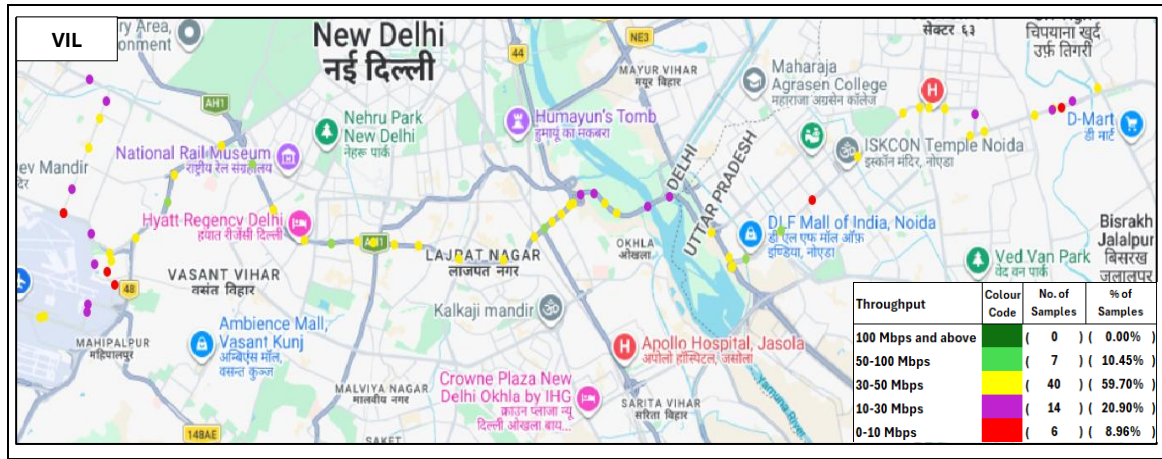 VIL
ry Area,
onment
New Delhi
नई दिल्ली
44
NE3
MAYUR VIHAR
मयूर विहार
Maharaja
Agrasen College
महाराजा अग्रसेन कॉलेज
सेक्टर ६३
चिपयाना खुर्द
उर्फ़ तिगरी
AH1
Nehru Park
New Delhi
नेहरू पार्क
Humayun's Tomb
हुमायूं का मकबरा
H
D-Mart
डी मार्ट
National Rail Museum
राष्ट्रीय रेल संग्रहालय
ev Mandir
दिर
DELHI
UTTAR PRADESH
ISKCON Temple Noida
इस्कॉन मंदिर, नोएडा
Hyatt Regency Delhi
हयात रीजेंसी दिल्ली
AH1
LAJPAT NAGAR
लाजपत नगर
OKHLA
ओखला
DLF Mall of India, Noida
डी एल एफ मॉल ऑफ़
इण्डिया, नोएडा
Bisrakh
Jalalpur
बिसरख
जलालपुर
Ved Van Park
वेद वन पार्क
48
VASANT VIHAR
वसंत विहार
Kalkaji mandir
MAHIPALPUR
महिपालपुर
Ambience Mall,
Vasant Kunj
अम्बिएंस मॉल,
वसन्त कुञ्ज
H
Apollo Hospital, Jasola
अपोलो हॉस्पिटल, जसोला
Crowne Plaza New
Delhi Okhla by IHG
क्राउन प्लाजा न्यू
दिल्ली ओखला बाय...
MALVIYA NAGAR
मालवीय नगर
SARITA VIHAR
सरिता विहार
Yamuna River
148AE
SAKET
Throughput Colour Code No. of Samples % of Samples
100 Mbps and above ( 0 ) ( 0.00% )
50-100 Mbps ( 7 ) ( 10.45% )
30-50 Mbps ( 40 ) ( 59.70% )
10-30 Mbps ( 14 ) ( 20.90% )
0-10 Mbps ( 6 ) ( 8.96% )